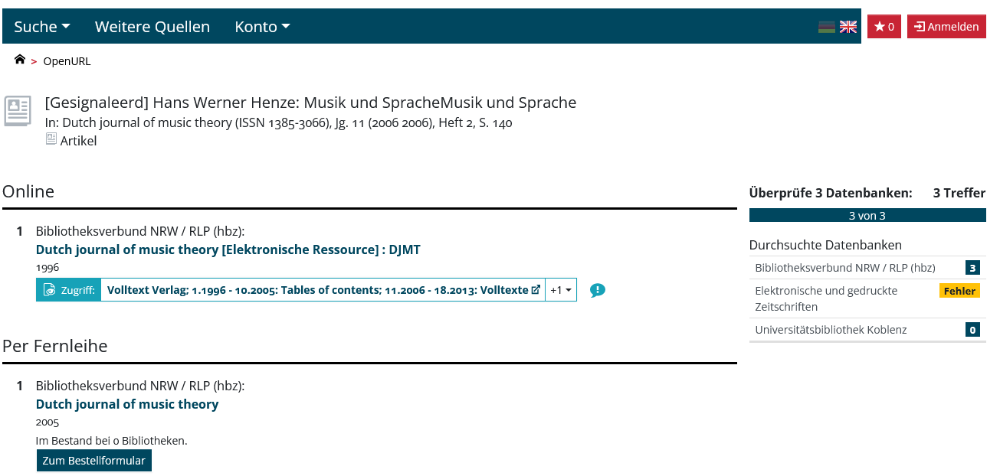 Suche Weitere Quellen Konto 0 Anmelden
> OpenURL
[Gesignaleerd] Hans Werner Henze: Musik und SpracheMusik und Sprache
In: Dutch journal of music theory (ISSN 1385-3066), Jg. 11 (2006 2006), Heft 2, S. 140
Artikel
Online
1 Bibliotheksverbund NRW / RLP (hbz):
Dutch journal of music theory [Elektronische Ressource] : DJMT
1996
Zugriff: Volltext Verlag; 1.1996 - 10.2005: Tables of contents; 11.2006 - 18.2013: Volltexte +1
Per Fernleihe
1 Bibliotheksverbund NRW / RLP (hbz):
Dutch journal of music theory
2005
Im Bestand bei 0 Bibliotheken.
Zum Bestellformular
Überprüfe 3 Datenbanken: 3 Treffer
3 von 3
Durchsuchte Datenbanken
Bibliotheksverbund NRW / RLP (hbz) 3
Elektronische und gedruckte Fehler
Zeitschriften
Universitätsbibliothek Koblenz 0